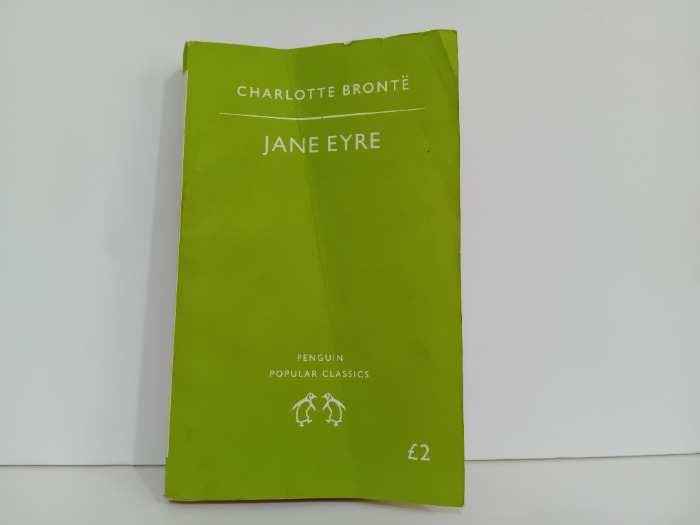 CHARLOTTE BRONTË
JANE EYRE
PENGUIN
POPULAR CLASSICS
£2